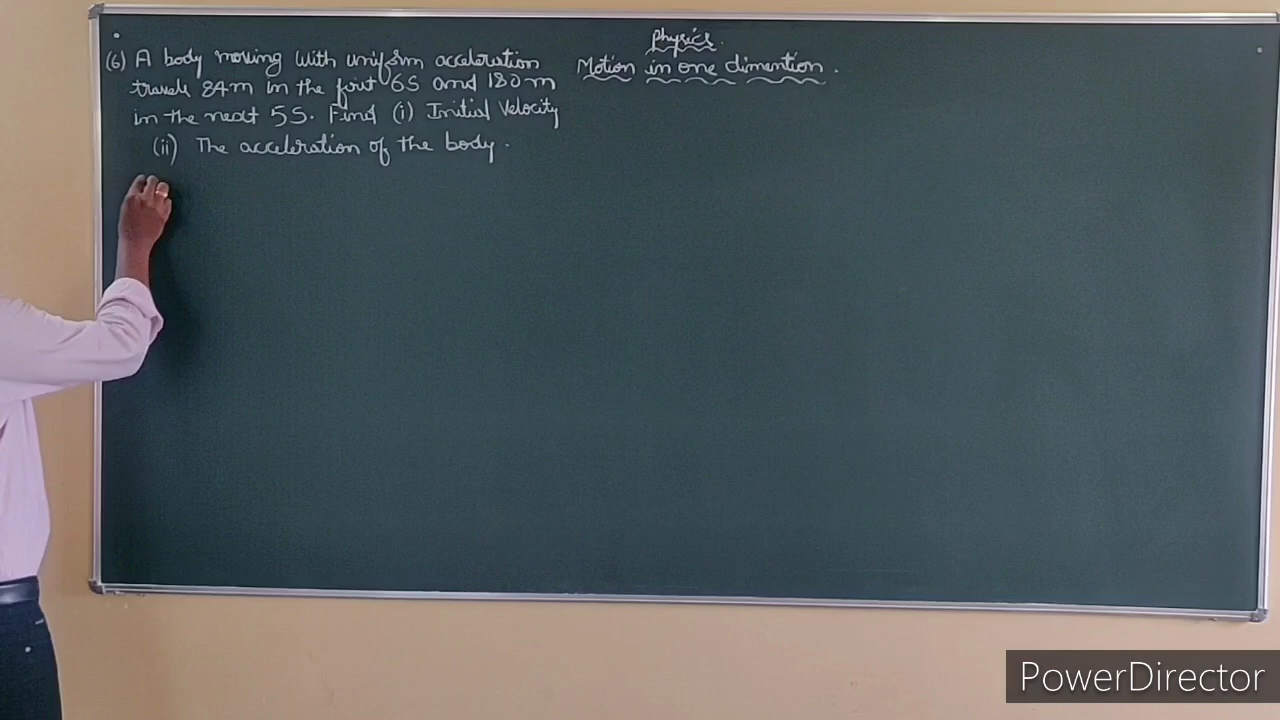 Physics.
Motion in one dimention.
(6) A body moving with uniform acceleration
travels 84m in the first 6S and 180m
in the next 5S. Find (i) Initial Velocity
(ii) The acceleration of the body.
PowerDirector